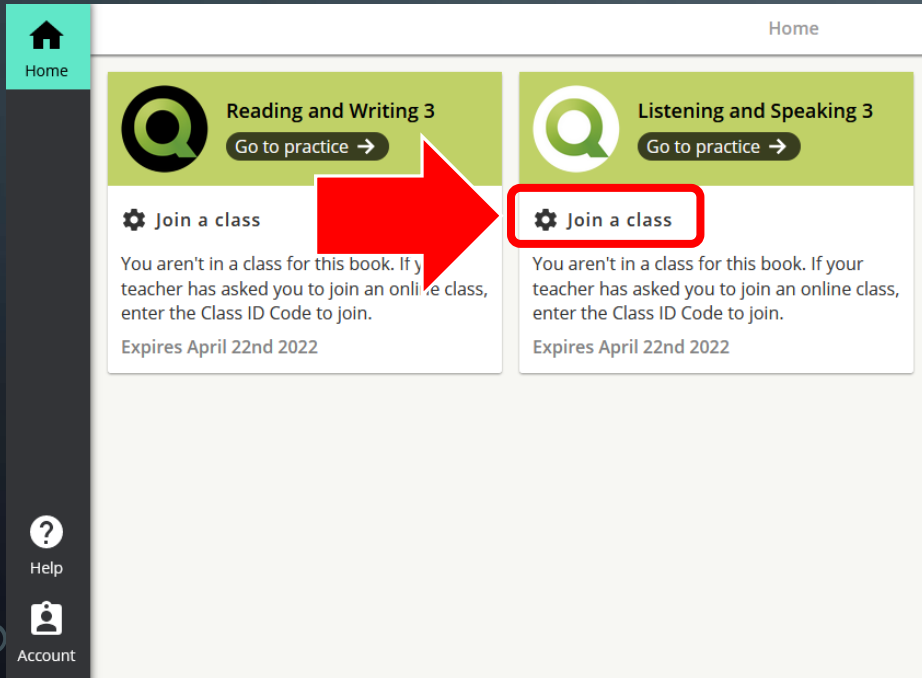 Home
Home
Reading and Writing 3
Go to practice →
Join a class
You aren't in a class for this book. If
teacher has asked you to join an online class,
enter the Class ID Code to join.
Expires April 22nd 2022
Listening and Speaking 3
Go to practice →
Join a class
You aren't in a class for this book. If your
teacher has asked you to join an online class,
enter the Class ID Code to join.
Expires April 22nd 2022
Help
Account